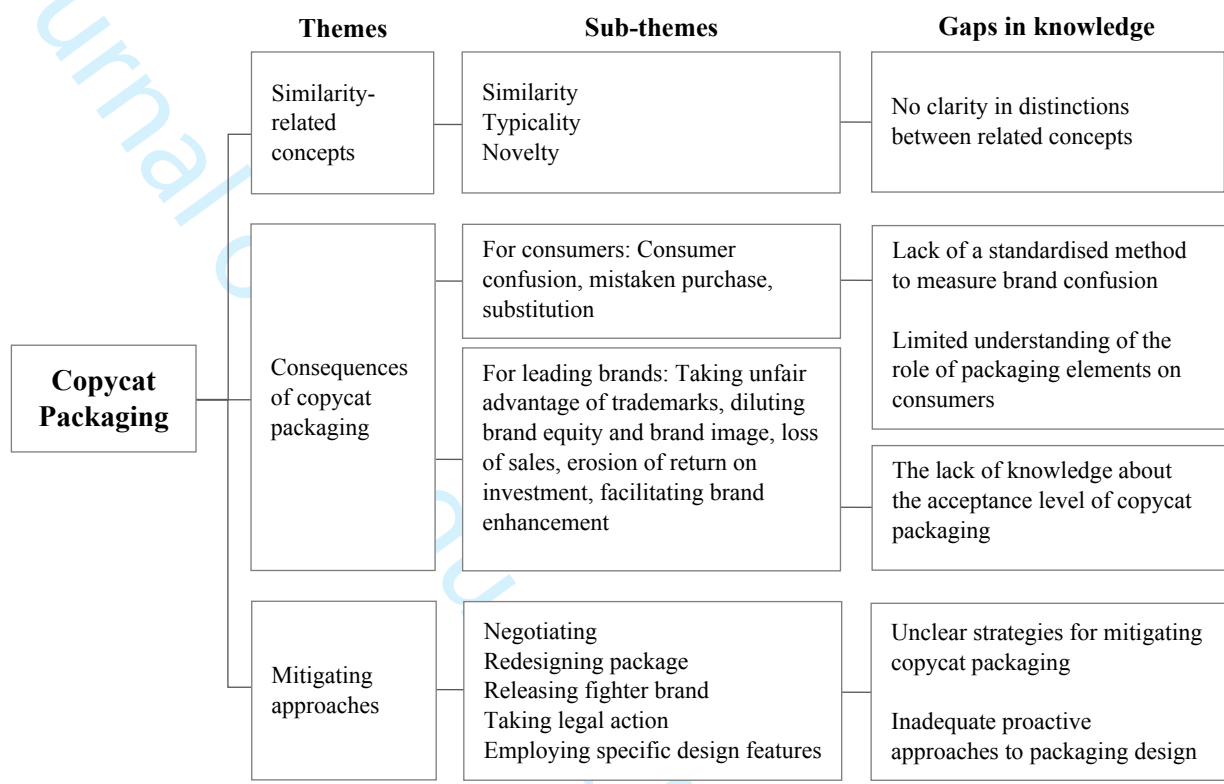 Themes
Sub-themes
Gaps in knowledge
Copycat
Packaging
Similarity-
related
concepts
Similarity
Typicality
Novelty
No clarity in distinctions
between related concepts
Consequences
of copycat
packaging
For consumers: Consumer
confusion, mistaken purchase,
substitution
Lack of a standardised method
to measure brand confusion
Limited understanding of the
role of packaging elements on
consumers
For leading brands: Taking unfair
advantage of trademarks, diluting
brand equity and brand image, loss
of sales, erosion of return on
investment, facilitating brand
enhancement
The lack of knowledge about
the acceptance level of copycat
packaging
Mitigating
approaches
Negotiating
Redesigning package
Releasing fighter brand
Taking legal action
Employing specific design features
Unclear strategies for mitigating
copycat packaging
Inadequate proactive
approaches to packaging design